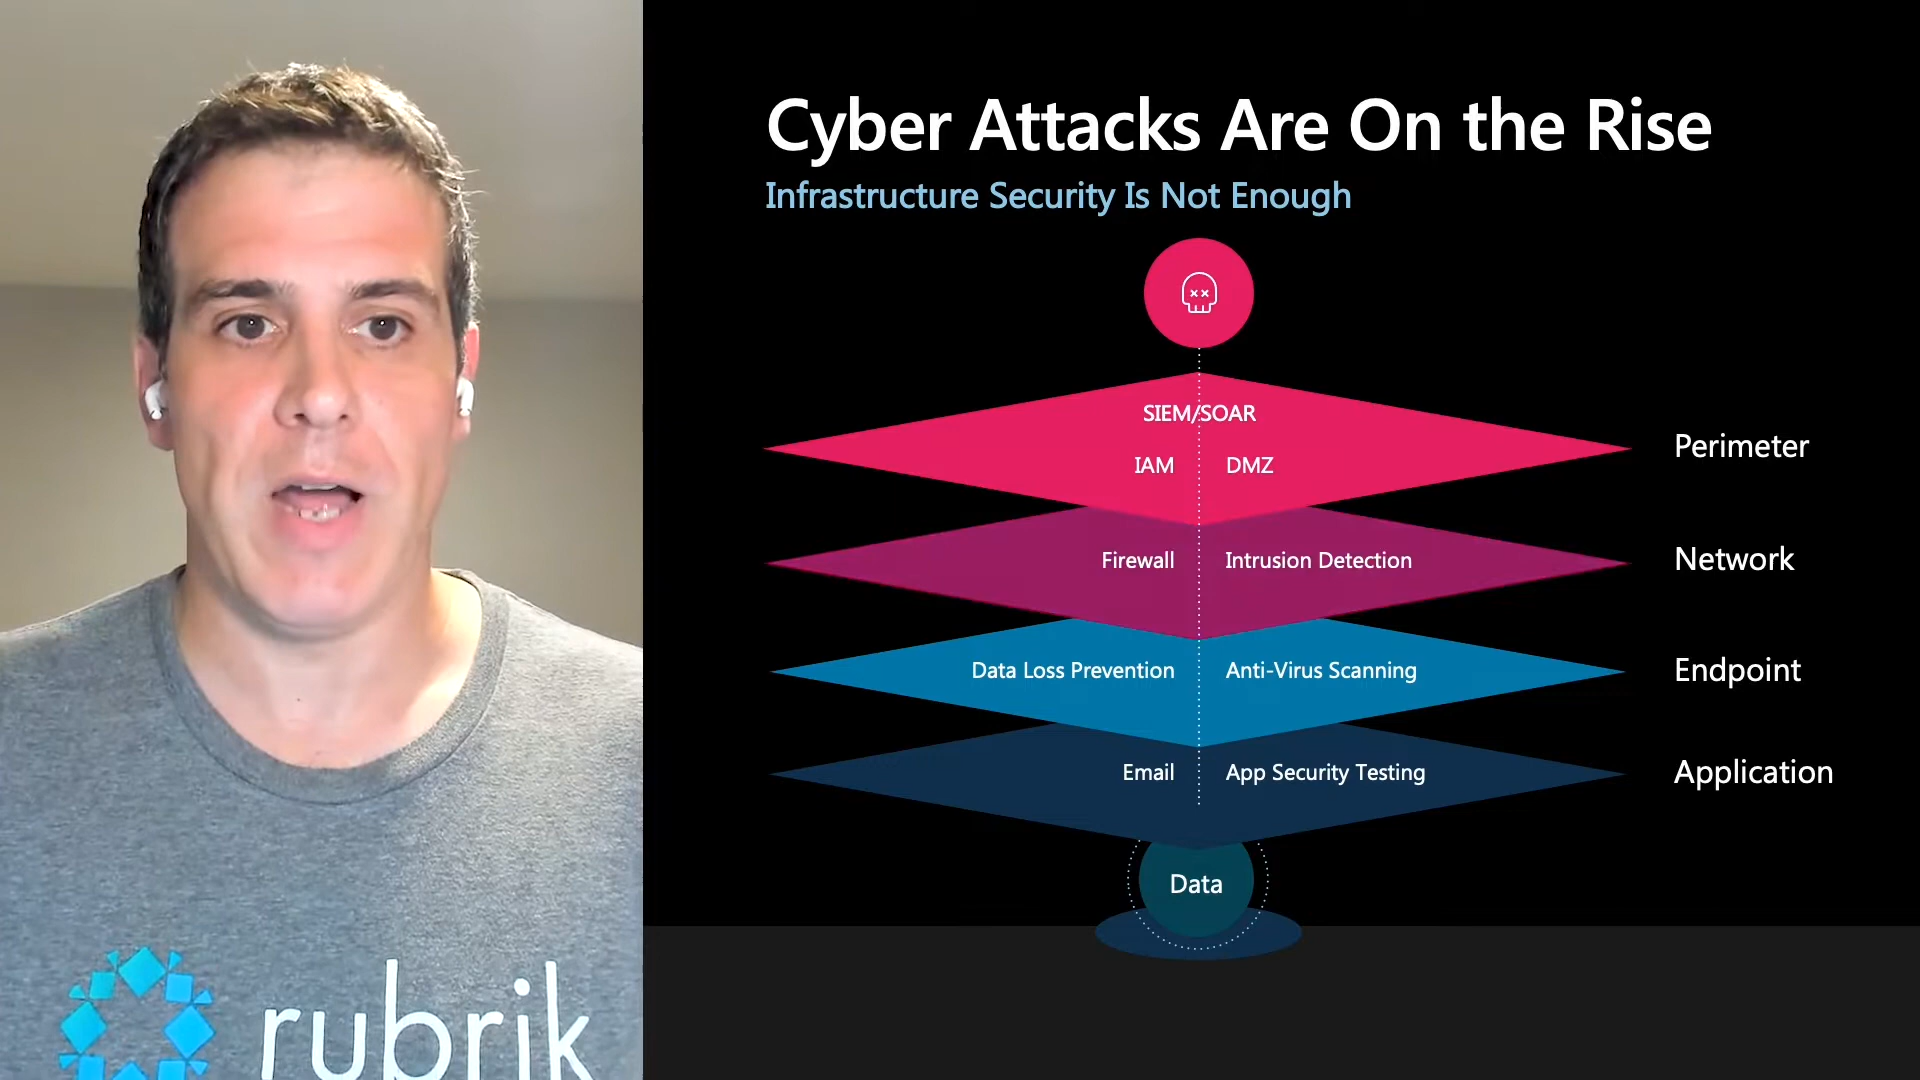 Cyber Attacks Are On the Rise
Infrastructure Security Is Not Enough
SIEM/SOAR
IAM DMZ
Perimeter
Firewall Intrusion Detection
Network
Data Loss Prevention Anti-Virus Scanning
Endpoint
Email App Security Testing
Application
Data
rubrik